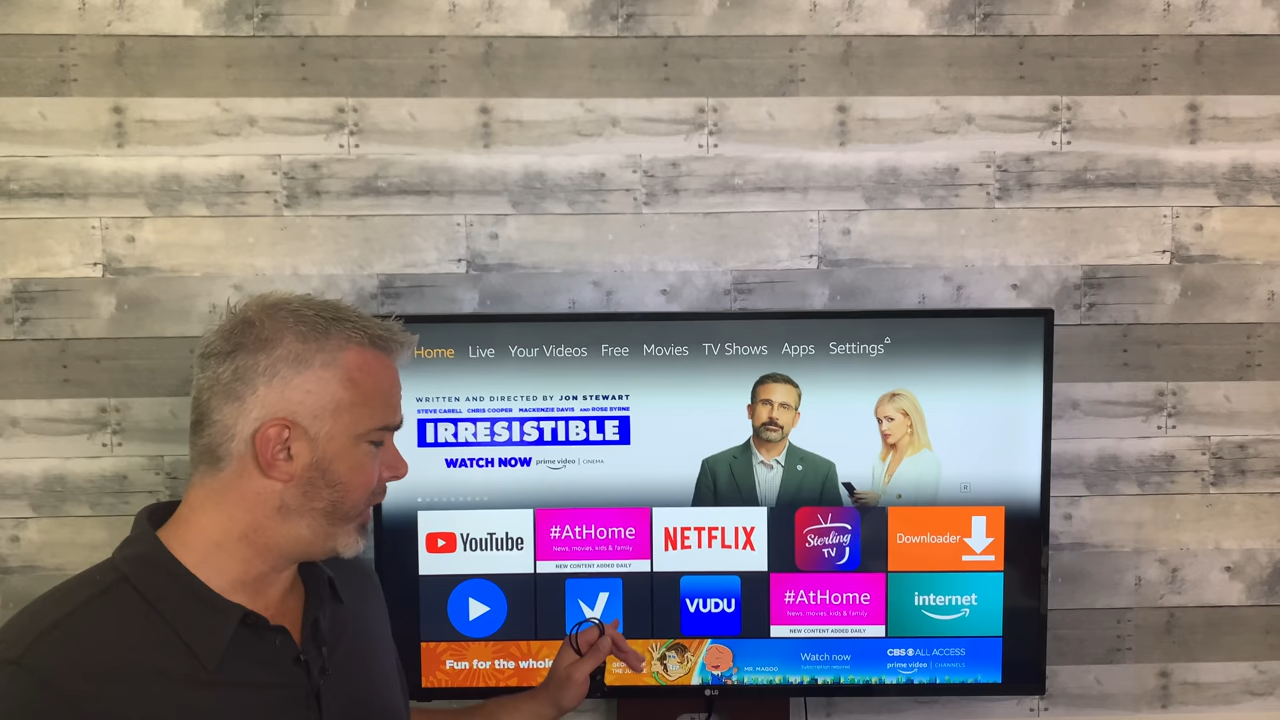 Home Live Your Videos Free Movies TV Shows Apps Settings
WRITTEN AND DIRECTED BY JON STEWART
STEVE CARELL CHRIS COOPER MACKENZIE DAVIS AND ROSE BYRNE
IRRESISTIBLE
WATCH NOW prime video | CINEMA
R
YouTube
#AtHome
News, movies, kids & family
NEW CONTENT ADDED DAILY
NETFLIX
Sterling
TV
Downloader
VUDU
#AtHome
News, movies, kids & family
NEW CONTENT ADDED DAILY
internet
Fun for the
MR. MAGOO
Watch now
Subscription required
CBS ALL ACCESS
prime video | CHANNELS
LG